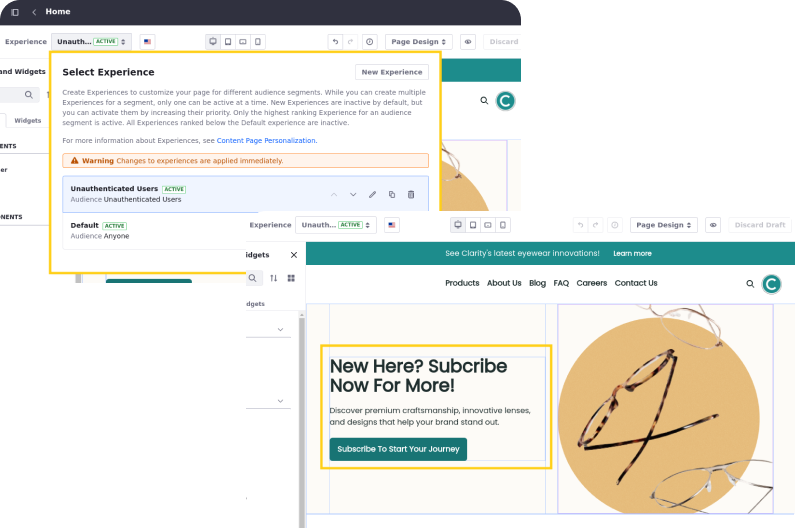 Home
Experience Unauth... ACTIVE Page Design Discard
and Widgets
Widgets
ENTS
er
ONENTS
Select Experience
New Experience
Create Experiences to customize your page for different audience segments. While you can create multiple
Experiences for a segment, only one can be active at a time. New Experiences are inactive by default, but
you can activate them by increasing their priority. Only the highest ranking Experience for an audience
segment is active. All Experiences ranked below the Default experience are inactive.
For more information about Experiences, see Content Page Personalization.
Warning Changes to experiences are applied immediately.
Unauthenticated Users ACTIVE
Audience Unauthenticated Users
Default ACTIVE
Audience Anyone
C
Experience Unauth... ACTIVE Page Design Discard Draft
idgets
dgets
See Clarity's latest eyewear innovations! Learn more
Products About Us Blog FAQ Careers Contact Us
C
New Here? Subcribe
Now For More!
Discover premium craftsmanship, innovative lenses,
and designs that help your brand stand out.
Subscribe To Start Your Journey